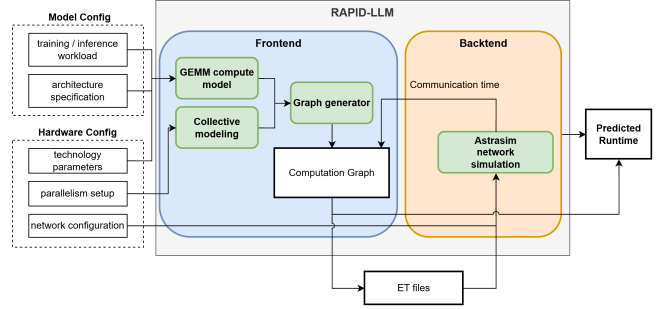 RAPID-LLM
Model Config
training / inference
workload
architecture
specification
Hardware Config
technology
parameters
parallelism setup
network configuration
Frontend
GEMM compute
model
Collective
modeling
Graph generator
Computation Graph
Backtend
Communication time
Astrasim
network
simulation
Predicted
Runtime
ET files